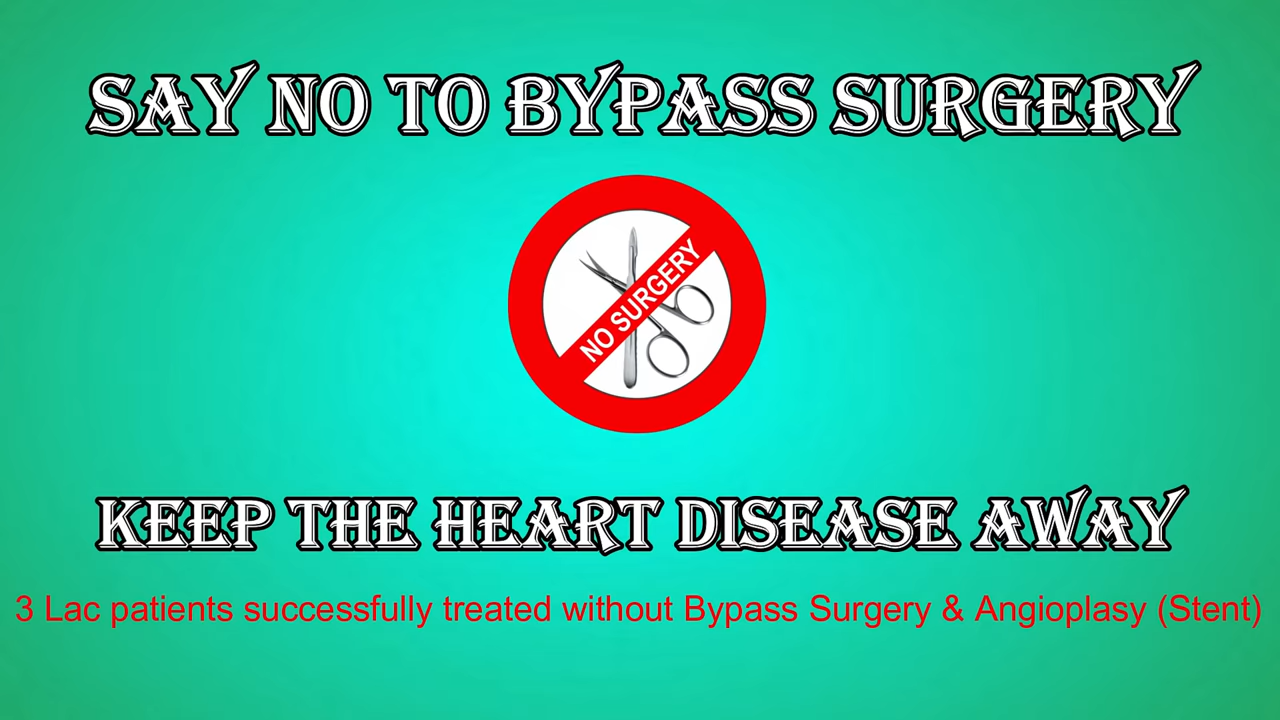 SAY NO TO BYPASS SURGERY
NO SURGERY
KEEP THE HEART DISEASE AWAY
3 Lac patients successfully treated without Bypass Surgery & Angioplasy (Stent)